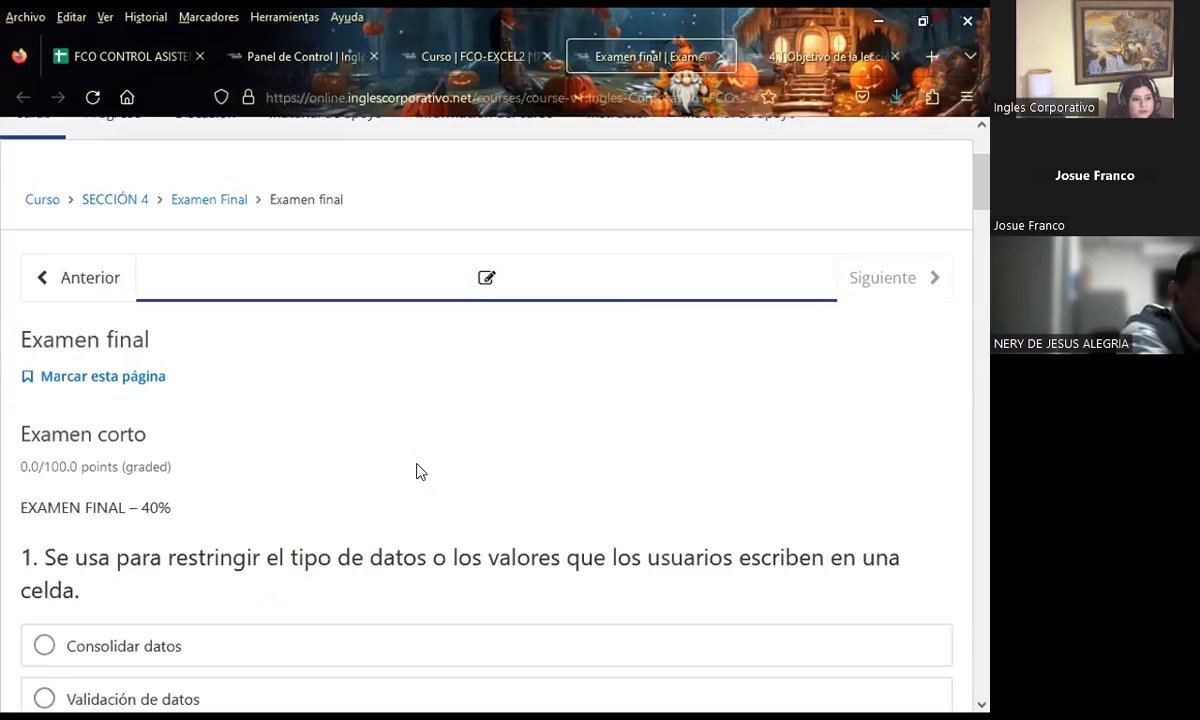 Archivo Editar Ver Historial Marcadores Herramientas Ayuda
FCO CONTROL ASISTE
Panel de Control | Ingl
Curso | FCO-EXCEL2 |
Examen final | Examen
4. | Objetivo de la lecci
https://online.inglescorporativo.net/courses/course-v1:Ingles-Corporativo+FCO-
Curso > SECCIÓN 4 > Examen Final > Examen final
Anterior
Siguiente
Examen final
Marcar esta página
Examen corto
0.0/100.0 points (graded)
EXAMEN FINAL – 40%
1. Se usa para restringir el tipo de datos o los valores que los usuarios escriben en una
celda.
Consolidar datos
Validación de datos
Ingles Corporativo
Josue Franco
Josue Franco
NERY DE JESUS ALEGRIA